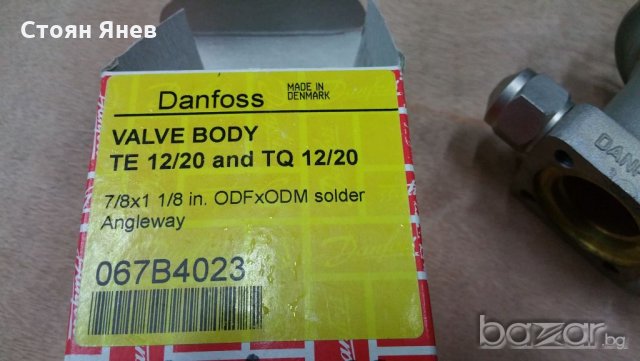 Стоян Янев
Danfoss
MADE IN
DENMARK
VALVE BODY
TE 12/20 and TQ 12/20
7/8x1 1/8 in. ODFxODM solder
Angleway
067B4023
DANF
bazar.bg